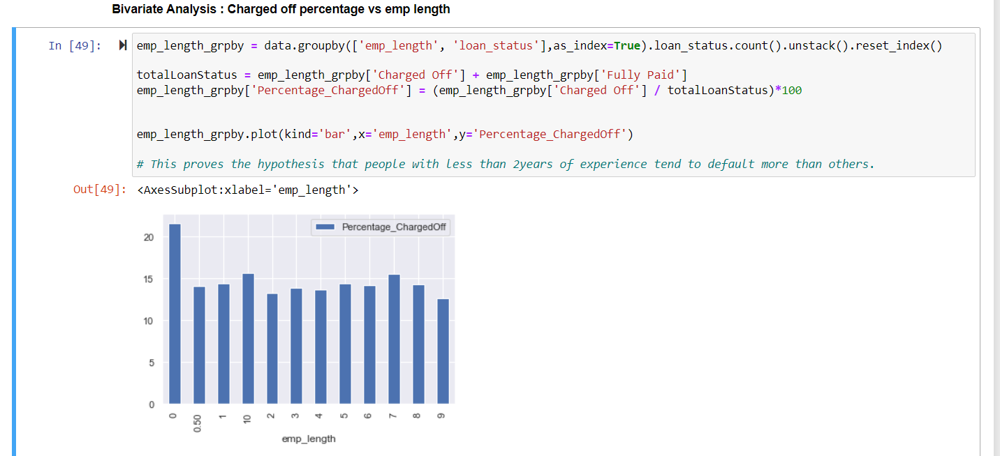 Bivariate Analysis : Charged off percentage vs emp length
In [49]:
emp_length_grpby = data.groupby(['emp_length', 'loan_status'],as_index=True).loan_status.count().unstack().reset_index()
totalLoanStatus = emp_length_grpby['Charged Off'] + emp_length_grpby['Fully Paid']
emp_length_grpby['Percentage_ChargedOff'] = (emp_length_grpby['Charged Off'] / totalLoanStatus)*100
emp_length_grpby.plot(kind='bar',x='emp_length',y='Percentage_ChargedOff')
# This proves the hypothesis that people with less than 2years of experience tend to default more than others.
Out[49]: <AxesSubplot:xlabel='emp_length'>
Percentage_ChargedOff
20
15
10
5
0
0 0.50 1 10 2 3 4 5 6 7 8 9
emp_length